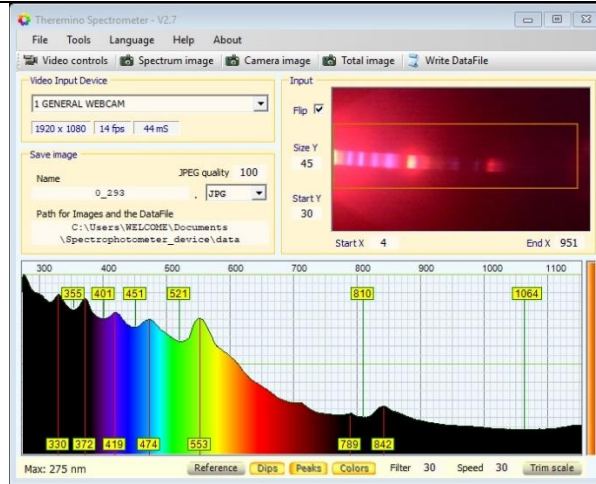 Theremino Spectrometer - V2.7
File Tools Language Help About
Video controls Spectrum image Camera image Total image Write DataFile
Video Input Device
1 GENERAL WEBCAM
1920 x 1080 14 fps 44 mS
Save image
Name JPEG quality 100
0_293 . JPG
Path for Images and the DataFile
C:\Users\WELCOME\Documents
\Spectrophotometer_device\data
Input
Flip
Size Y
45
Start Y
30
Start X 4 End X 951
300 400 500 600 700 800 900 1000 1100
355 401 451 521 810 1064
330 372 419 474 553 789 842
Max: 275 nm Reference Dips Peaks Colors Filter 30 Speed 30 Trim scale